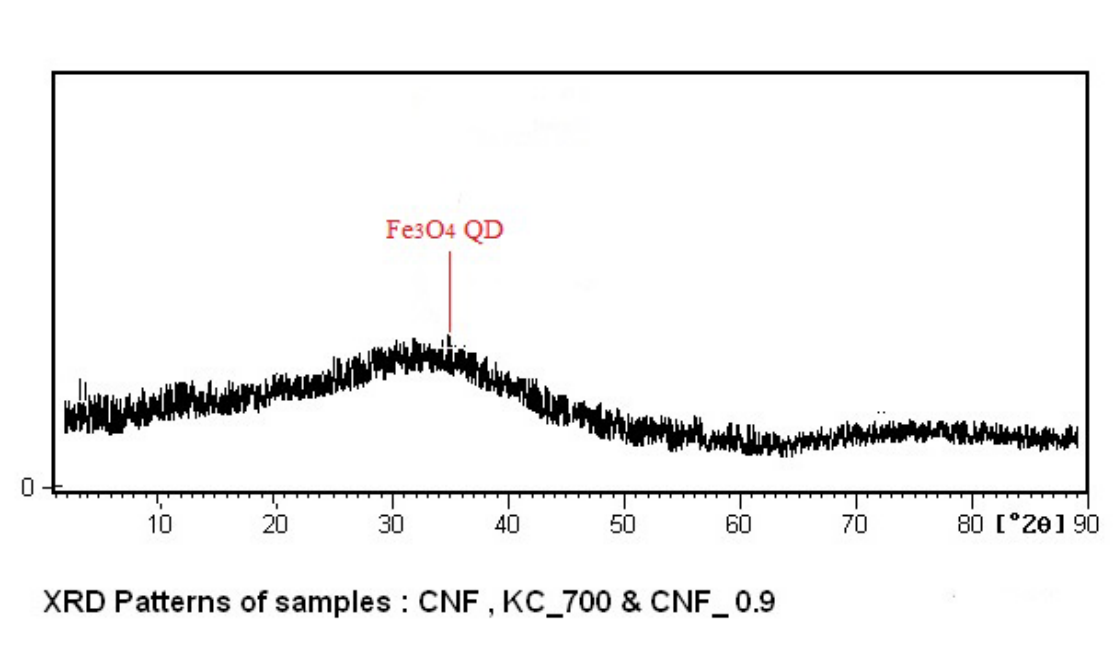 Fe3O4 QD
0
10 20 30 40 50 60 70 80 [°2θ] 90
XRD Patterns of samples : CNF , KC_700 & CNF_ 0.9